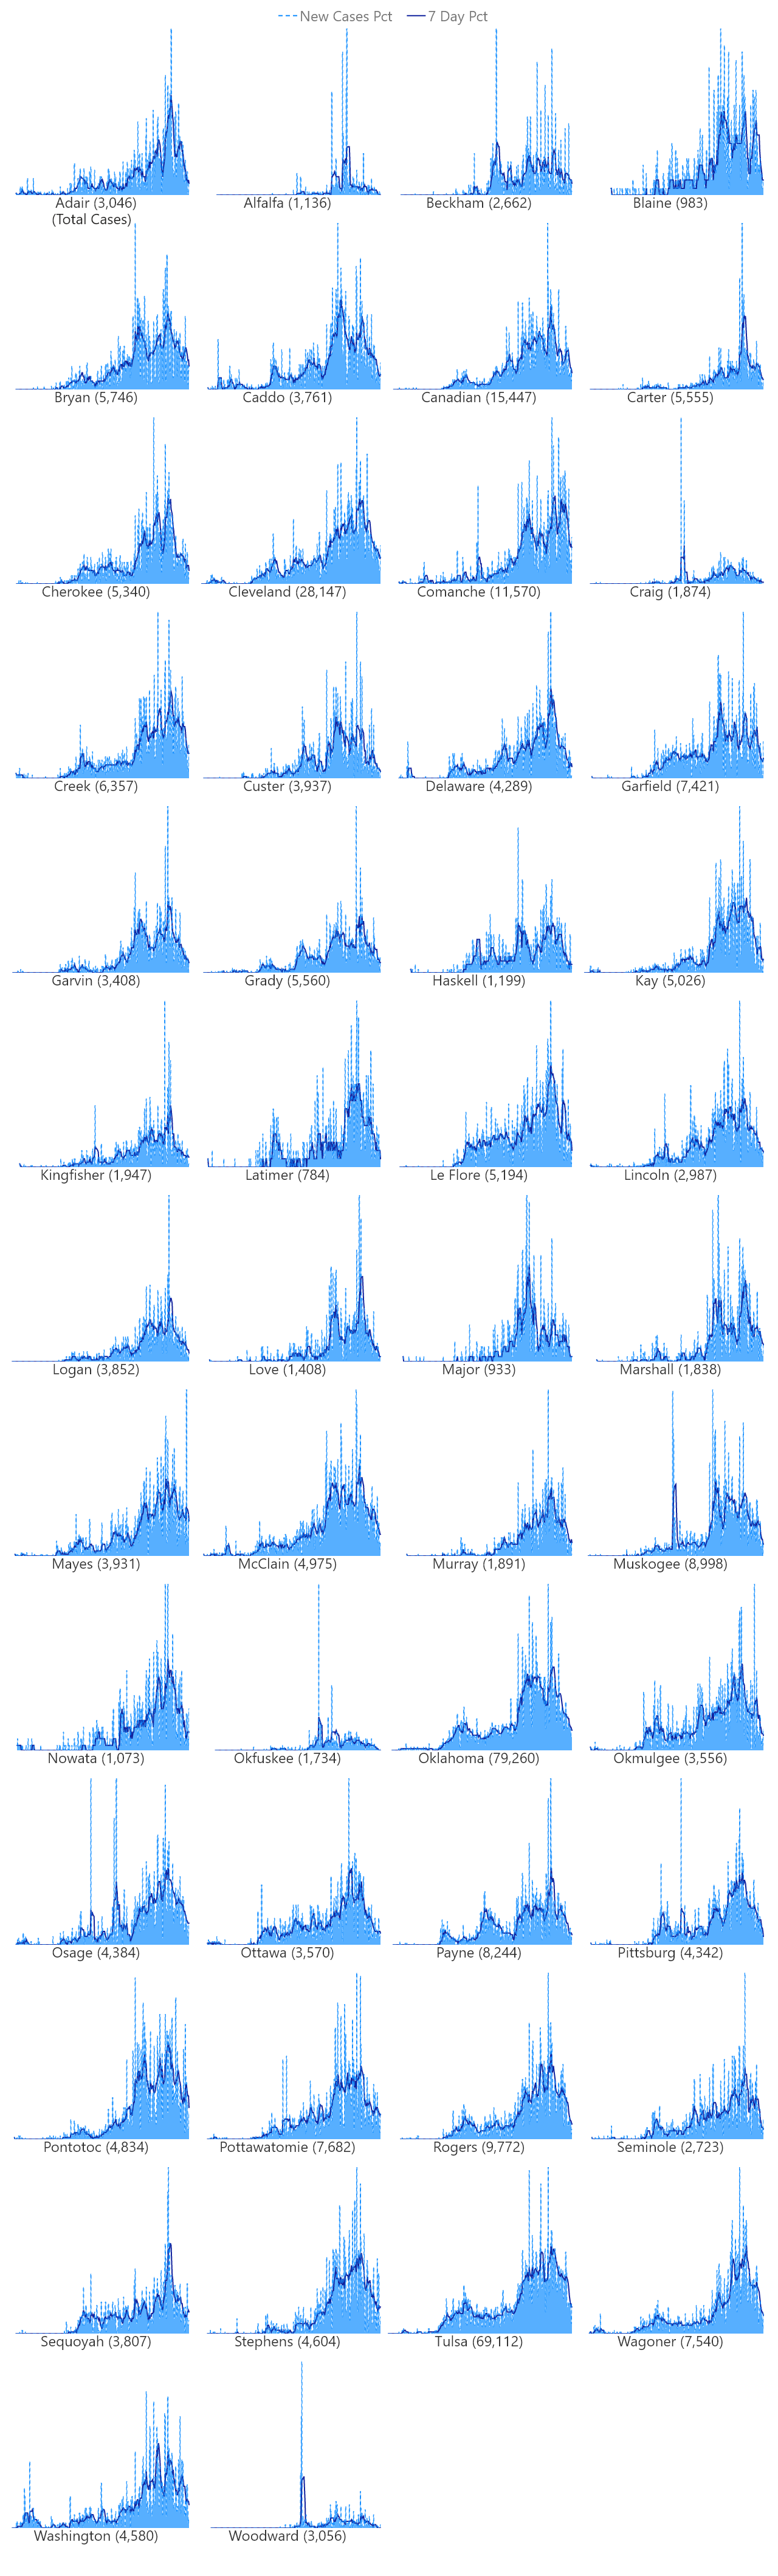 New Cases Pct 7 Day Pct
Adair (3,046) Alfalfa (1,136) Beckham (2,662) Blaine (983)
(Total Cases)
Bryan (5,746) Caddo (3,761) Canadian (15,447) Carter (5,555)
Cherokee (5,340) Cleveland (28,147) Comanche (11,570) Craig (1,874)
Creek (6,357) Custer (3,937) Delaware (4,289) Garfield (7,421)
Garvin (3,408) Grady (5,560) Haskell (1,199) Kay (5,026)
Kingfisher (1,947) Latimer (784) Le Flore (5,194) Lincoln (2,987)
Logan (3,852) Love (1,408) Major (933) Marshall (1,838)
Mayes (3,931) McClain (4,975) Murray (1,891) Muskogee (8,998)
Nowata (1,073) Okfuskee (1,734) Oklahoma (79,260) Okmulgee (3,556)
Osage (4,384) Ottawa (3,570) Payne (8,244) Pittsburg (4,342)
Pontotoc (4,834) Pottawatomie (7,682) Rogers (9,772) Seminole (2,723)
Sequoyah (3,807) Stephens (4,604) Tulsa (69,112) Wagoner (7,540)
Washington (4,580) Woodward (3,056)